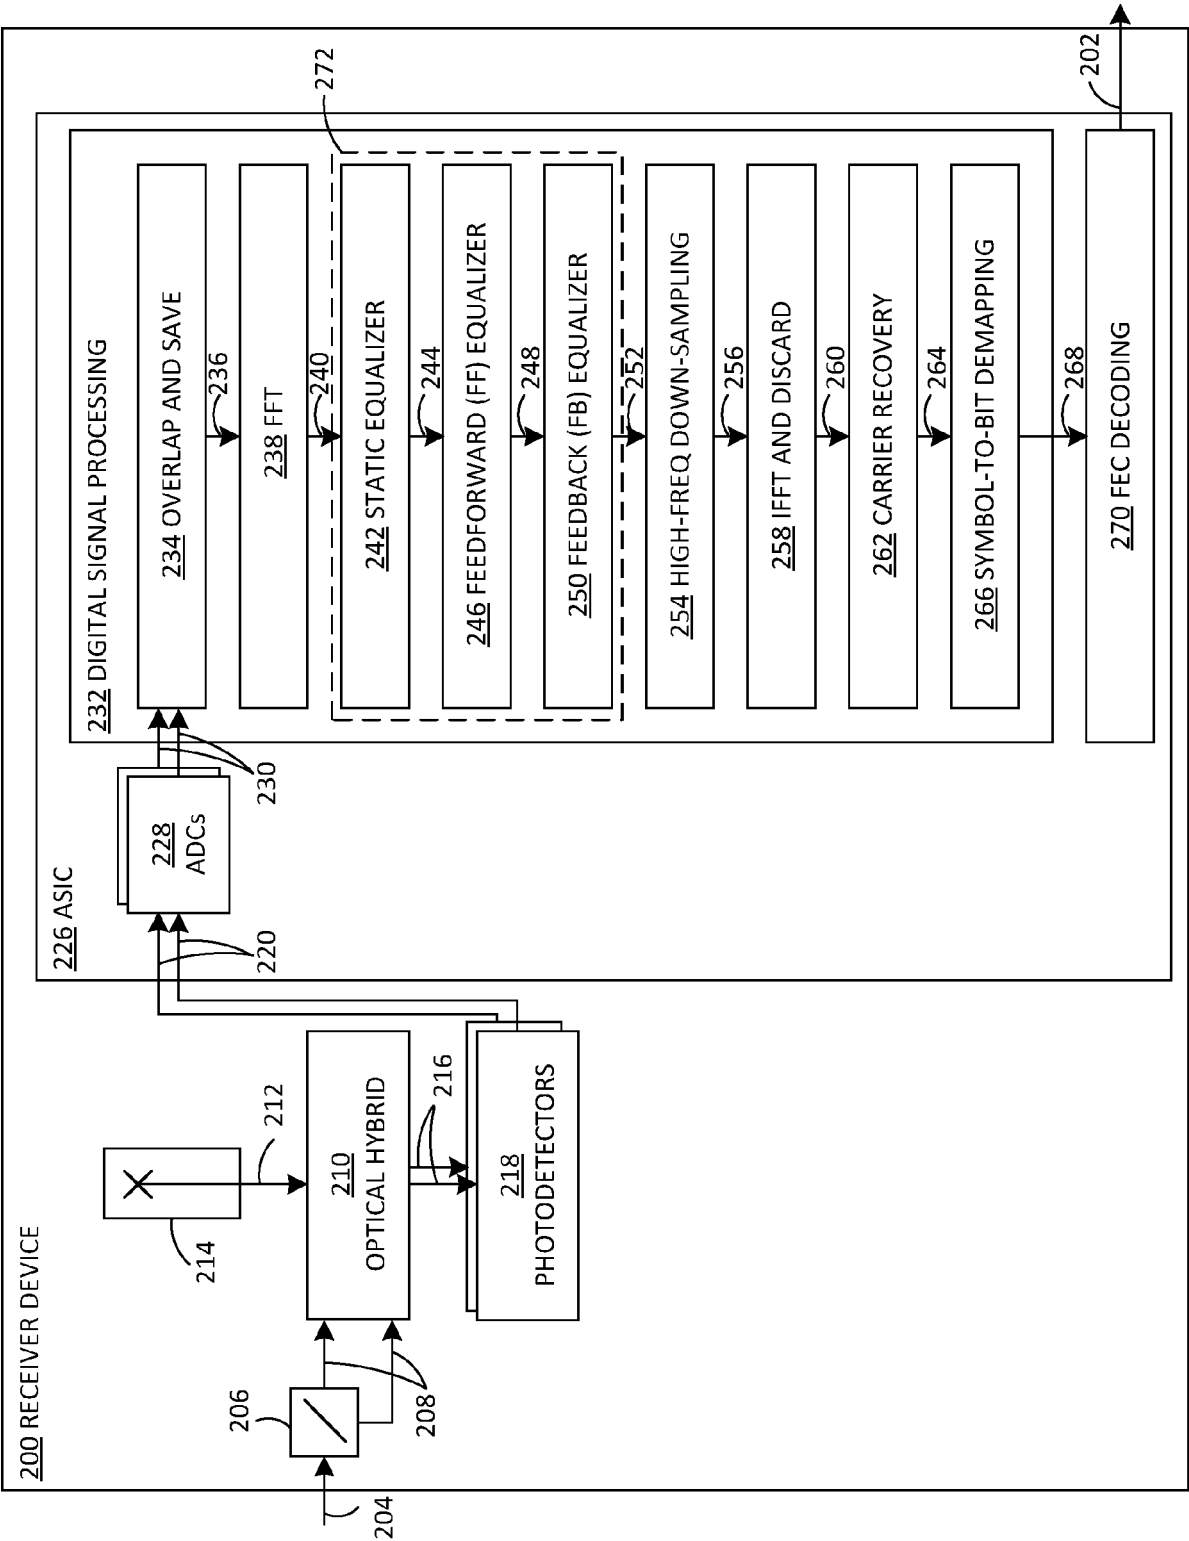 200 RECEIVER DEVICE
204
206
208
214
212
210
OPTICAL HYBRID
216
218
PHOTODETECTORS
226 ASIC
220
228
ADCs
230
232 DIGITAL SIGNAL PROCESSING
234 OVERLAP AND SAVE
236
238 FFT
240
272
242 STATIC EQUALIZER
244
246 FEEDFORWARD (FF) EQUALIZER
248
250 FEEDBACK (FB) EQUALIZER
252
254 HIGH-FREQ DOWN-SAMPLING
256
258 IFFT AND DISCARD
260
262 CARRIER RECOVERY
264
266 SYMBOL-TO-BIT DEMAPPING
268
270 FEC DECODING
202